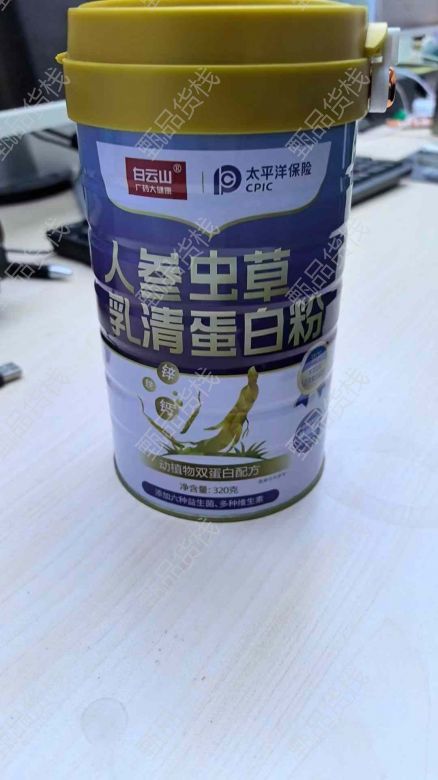 白云山®
广药大健康
太平洋保险
CPIC
人参虫草
乳清蛋白粉
锌
钙
动植物双蛋白配方
净含量: 320克
添加六种益生菌、多种维生素
甄品货栈